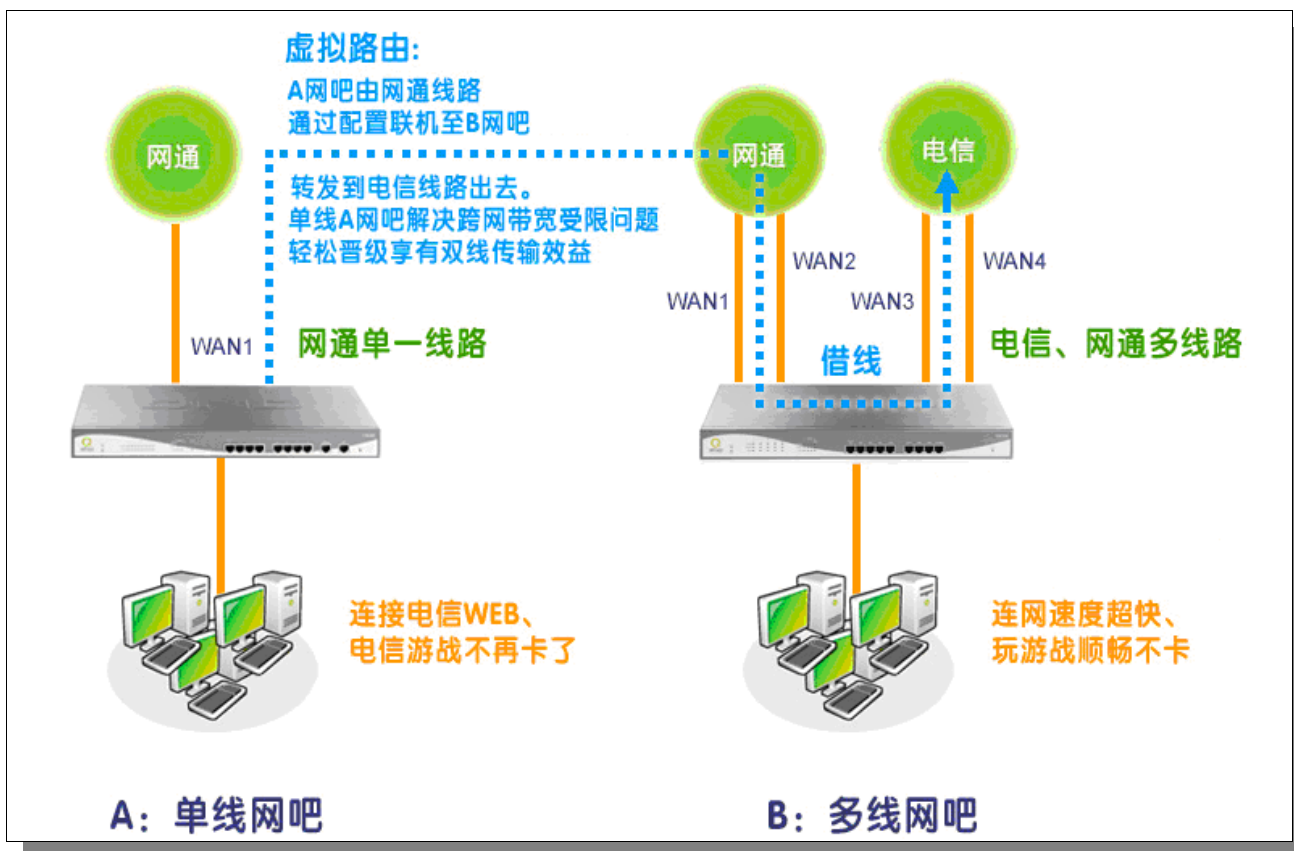 虚拟路由:
A网吧由网通线路
通过配置联机至B网吧
网通
网通
电信
转发到电信线路出去。
单线A网吧解决跨网带宽受限问题
轻松晋级享有双线传输效益
WAN2
WAN4
WAN1
WAN3
WAN1
网通单一线路
借线
电信、网通多线路
连接电信WEB、
电信游战不再卡了
连网速度超快、
玩游战顺畅不卡
A：单线网吧
B：多线网吧